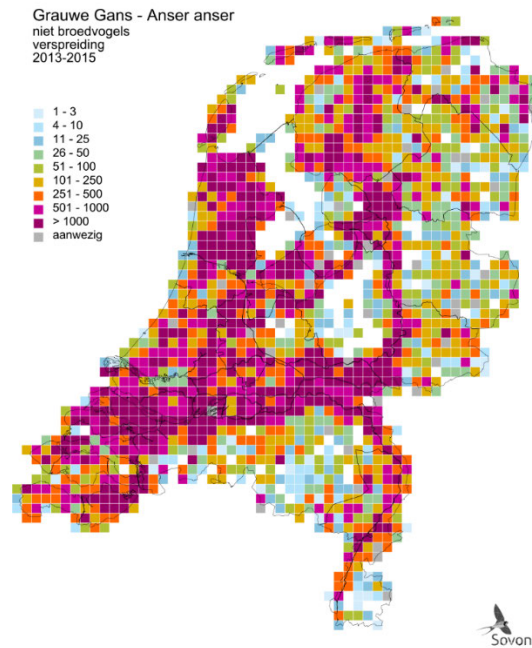 Grauwe Gans - Anser anser
niet broedvogels
verspreiding
2013-2015
1 - 3
4 - 10
11 - 25
26 - 50
51 - 100
101 - 250
251 - 500
501 - 1000
> 1000
aanwezig
Sovon